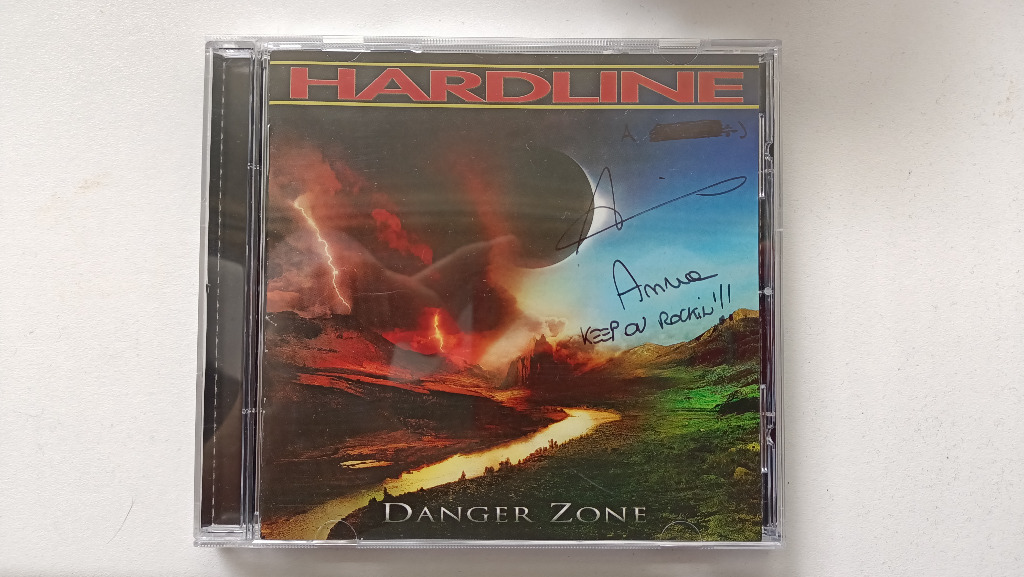 HARDLINE
A
Anna
KEEP ON ROCKIN'!!
DANGER ZONE